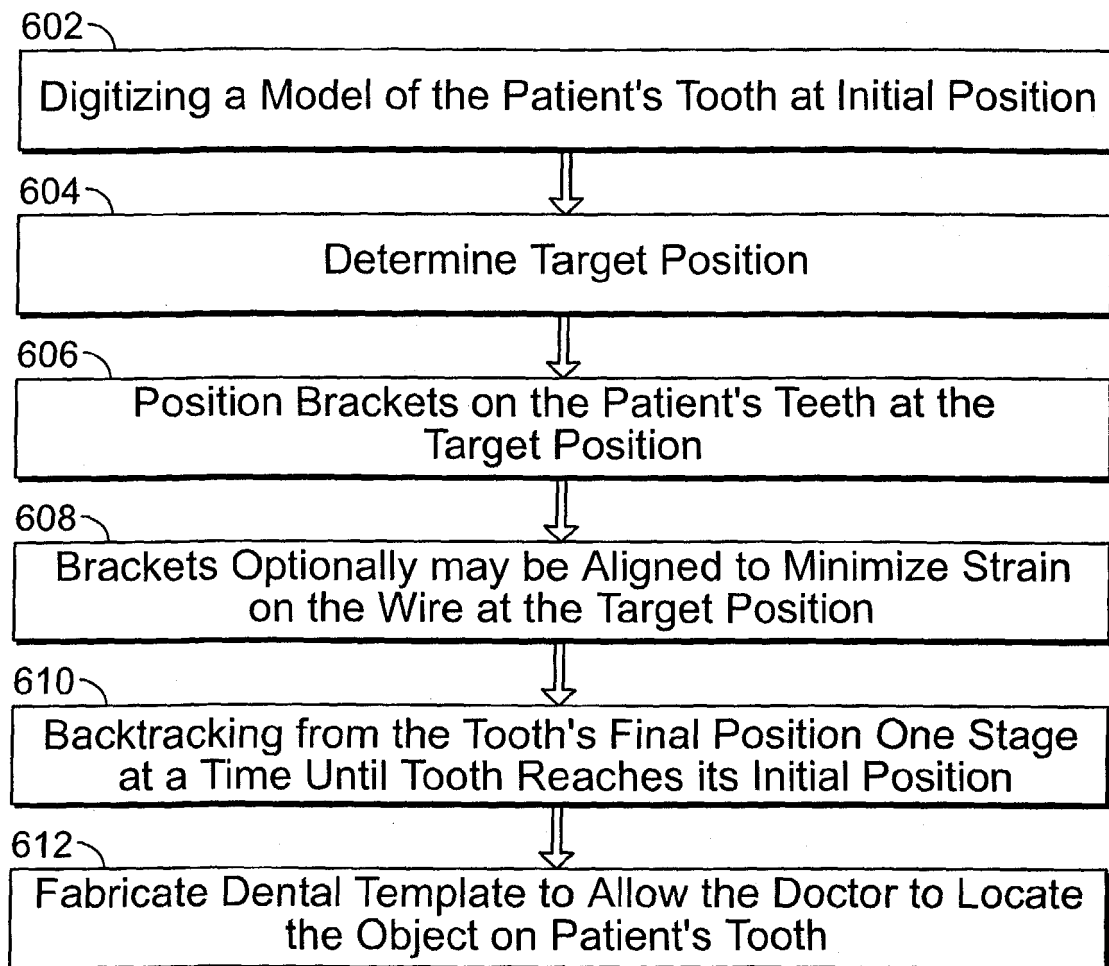 602
Digitizing a Model of the Patient's Tooth at Initial Position
604
Determine Target Position
606
Position Brackets on the Patient's Teeth at the
Target Position
608
Brackets Optionally may be Aligned to Minimize Strain
on the Wire at the Target Position
610
Backtracking from the Tooth's Final Position One Stage
at a Time Until Tooth Reaches its Initial Position
612
Fabricate Dental Template to Allow the Doctor to Locate
the Object on Patient's Tooth